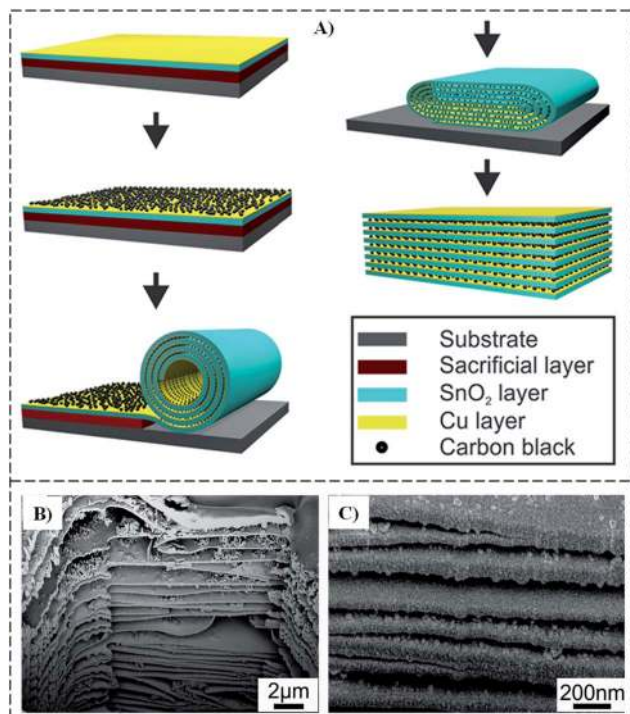 A)
Substrate
Sacrificial layer
SnO₂ layer
Cu layer
Carbon black
B)
2μm
C)
200nm